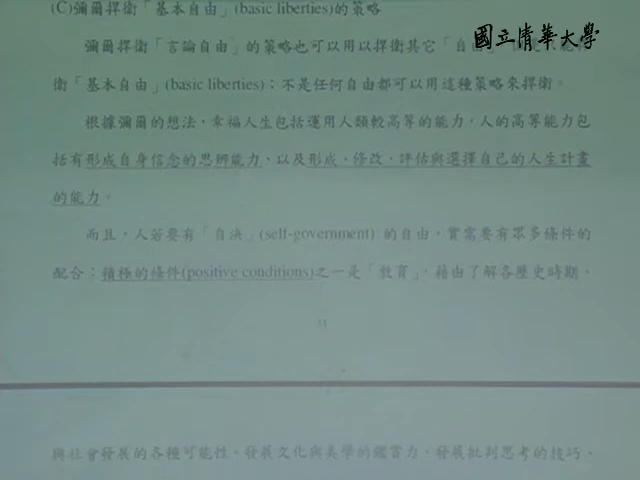 (C)彌爾捍衛「基本自由」(basic liberties)的策略
國立清華大學
彌爾捍衛「言論自由」的策略也可以用以捍衛其它「自由」
衛「基本自由」(basic liberties)；不是任何自由都可以用這種策略來捍衛。
根據彌爾的想法，幸福人生包括運用人類較高等的能力，人的高等能力包
括有形成自身信念的思辨能力、以及形成、修改、評估與選擇自己的人生計畫
的能力。
而且，人若要有「自決」(self-government) 的自由，實需要有眾多條件的
配合：積極的條件(positive conditions)之一是「教育」，藉由了解各歷史時期、
與社會發展的各種可能性、發展文化與美學的鑑賞力、發展批判思考的技巧、